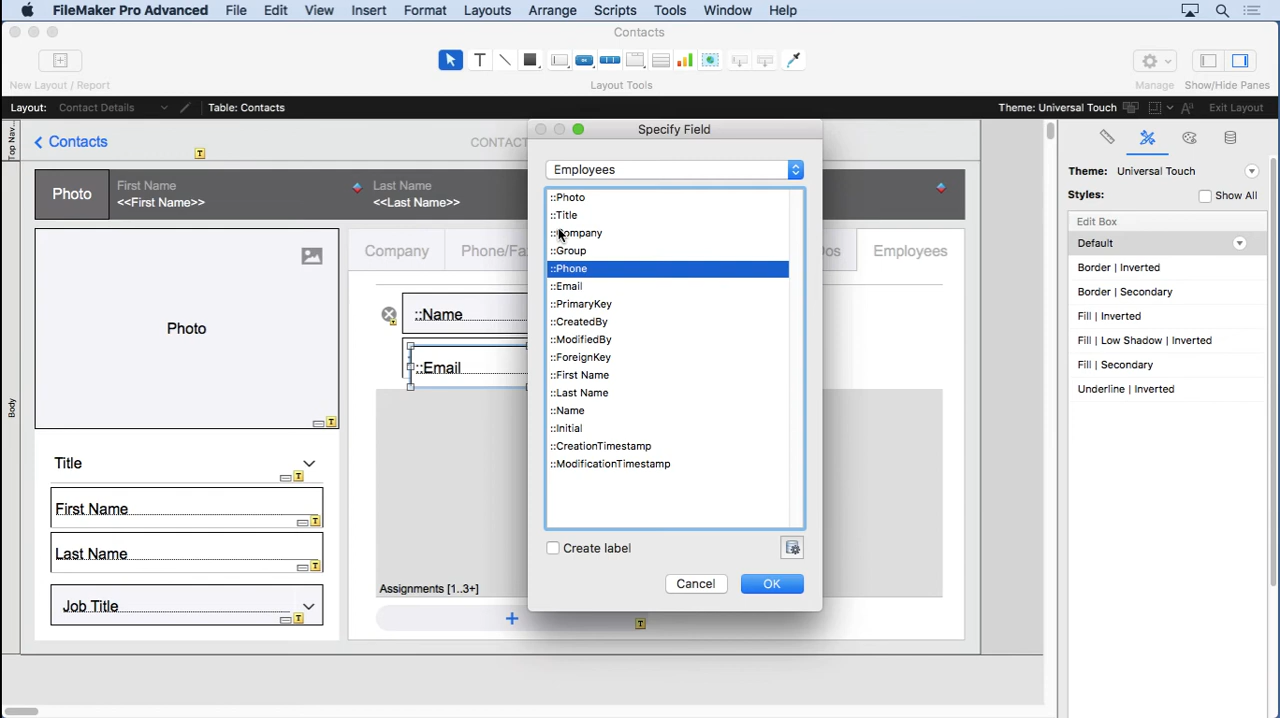 FileMaker Pro Advanced File Edit View Insert Format Layouts Arrange Scripts Tools Window Help
Contacts
New Layout / Report
Layout Tools
Manage
Show/Hide Panes
Layout: Contact Details Table: Contacts Theme: Universal Touch Exit Layout
Top Nav...
Contacts
CONTAC
Photo
First Name
<<First Name>>
Last Name
<<Last Name>>
Photo
Company
Phone/Fa
Dos
Employees
::Name
::Email
Body
Title
First Name
Last Name
Job Title
Assignments [1..3+]
+
Specify Field
Employees
::Photo
::Title
::Company
::Group
::Phone
::Email
::PrimaryKey
::CreatedBy
::ModifiedBy
::ForeignKey
::First Name
::Last Name
::Name
::Initial
::CreationTimestamp
::ModificationTimestamp
Create label
Cancel
OK
Theme: Universal Touch
Styles: Show All
Edit Box
Default
Border | Inverted
Border | Secondary
Fill | Inverted
Fill | Low Shadow | Inverted
Fill | Secondary
Underline | Inverted